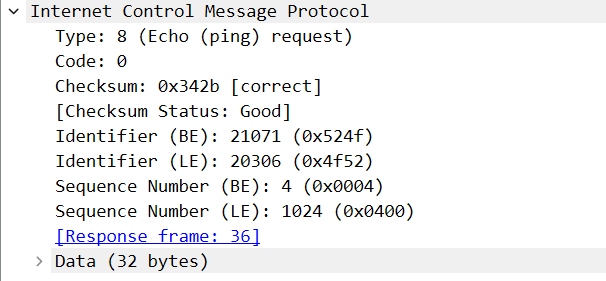 Internet Control Message Protocol
Type: 8 (Echo (ping) request)
Code: 0
Checksum: 0x342b [correct]
[Checksum Status: Good]
Identifier (BE): 21071 (0x524f)
Identifier (LE): 20306 (0x4f52)
Sequence Number (BE): 4 (0x0004)
Sequence Number (LE): 1024 (0x0400)
[Response frame: 36]
Data (32 bytes)